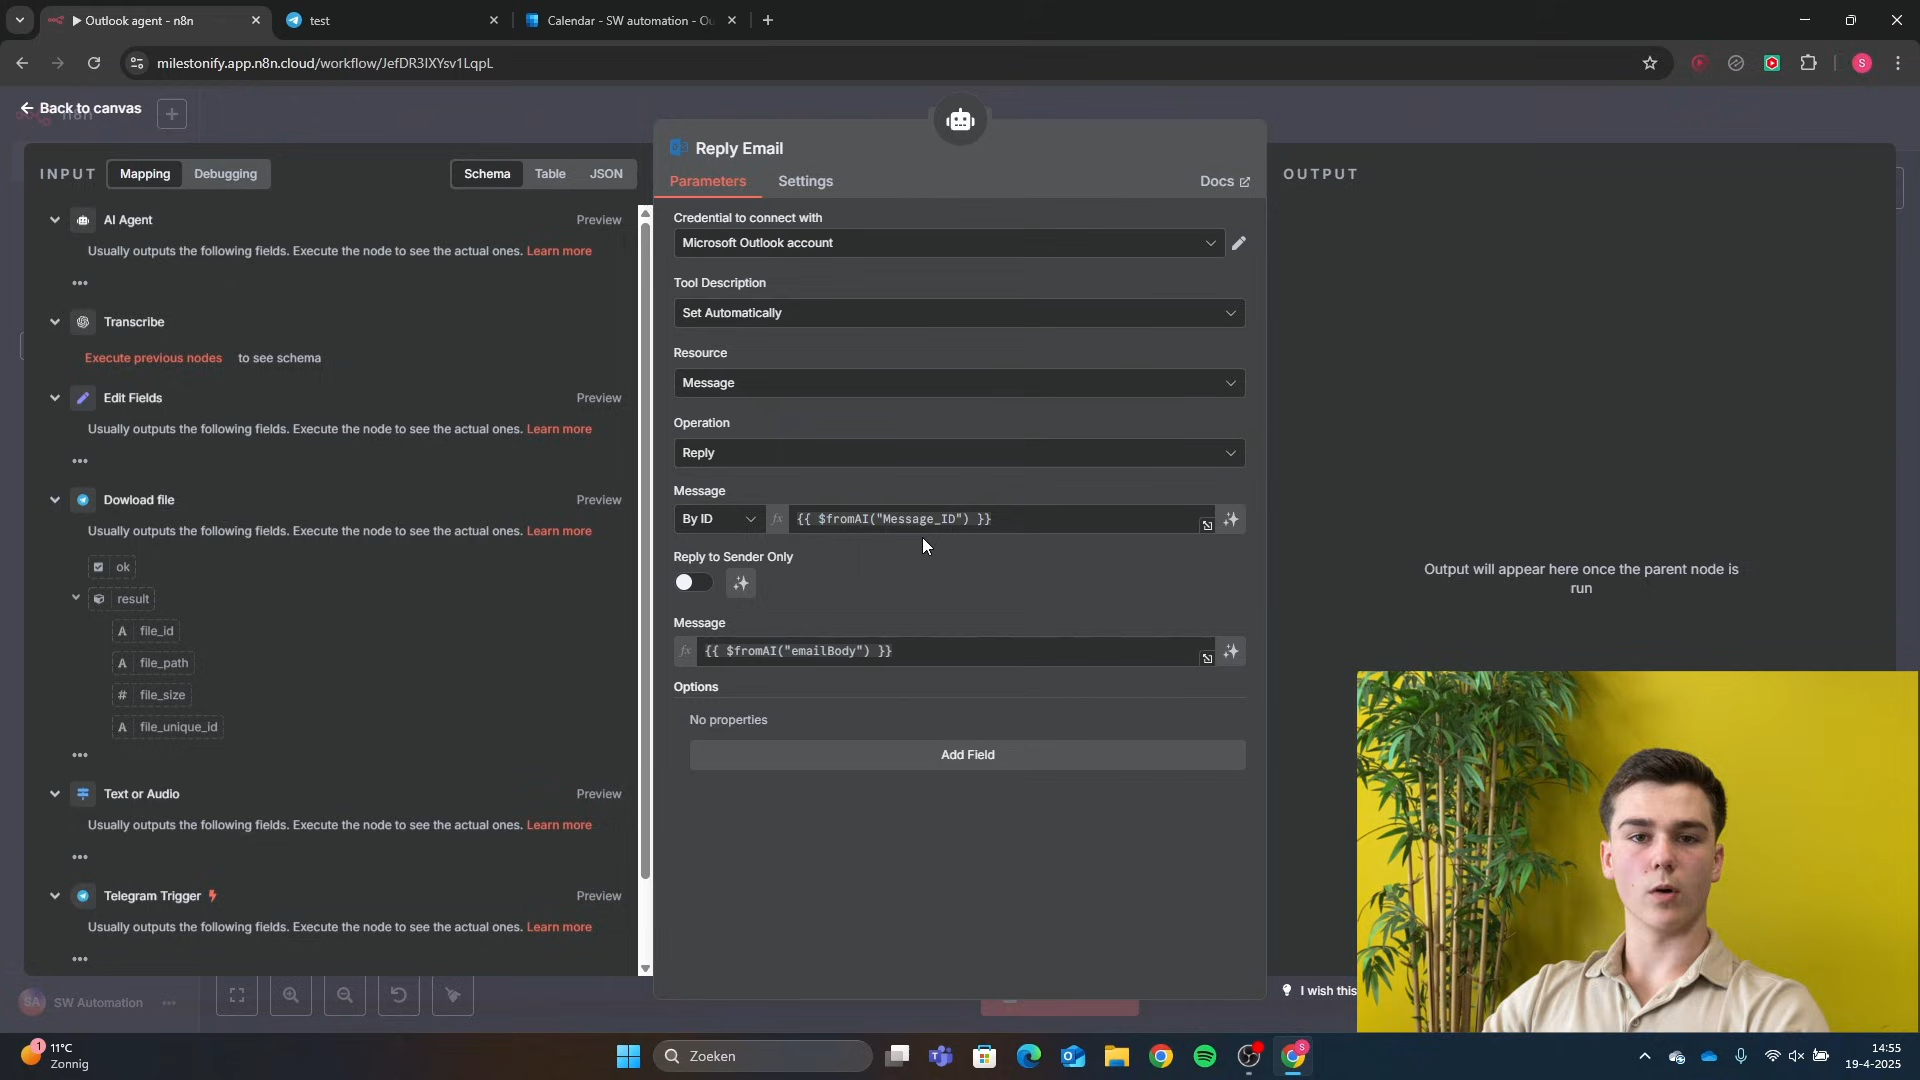 ▶ Outlook agent - n8n
test
Calendar - SW automation - Ou
milestonify.app.n8n.cloud/workflow/JefDR3IXYsv1LqpL
S
Back to canvas
n8n
INPUT
Mapping
Debugging
Schema
Table
JSON
AI Agent
Preview
Usually outputs the following fields. Execute the node to see the actual ones. Learn more
Transcribe
Execute previous nodes to see schema
Edit Fields
Preview
Usually outputs the following fields. Execute the node to see the actual ones. Learn more
Dowload file
Preview
Usually outputs the following fields. Execute the node to see the actual ones. Learn more
ok
result
A file_id
A file_path
# file_size
A file_unique_id
Text or Audio
Preview
Usually outputs the following fields. Execute the node to see the actual ones. Learn more
Telegram Trigger
Preview
Usually outputs the following fields. Execute the node to see the actual ones. Learn more
Reply Email
Parameters
Settings
Docs
Credential to connect with
Microsoft Outlook account
Tool Description
Set Automatically
Resource
Message
Operation
Reply
Message
By ID
fx
{{ $fromAI("Message_ID") }}
Reply to Sender Only
Message
fx
{{ $fromAI("emailBody") }}
Options
No properties
Add Field
OUTPUT
Output will appear here once the parent node is
run
I wish this
SA
SW Automation
1
11°C
Zonnig
Zoeken
S
14:55
19-4-2025